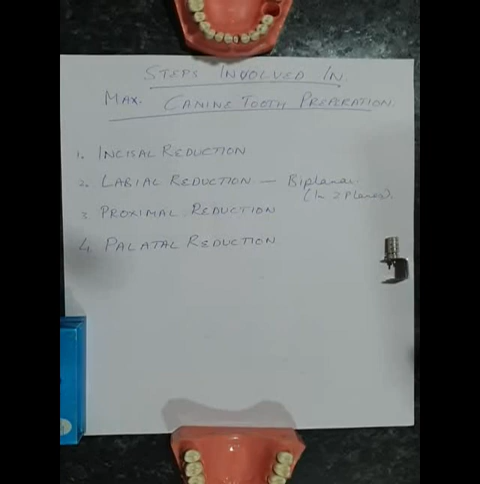 STEPS INVOLVED IN
MAX. CANINE TOOTH PREPERATION.
1. INCISAL REDUCTION
2. LABIAL REDUCTION — Biplanar.
(In 2 Planes).
3. PROXIMAL REDUCTION
4. PALATAL REDUCTION